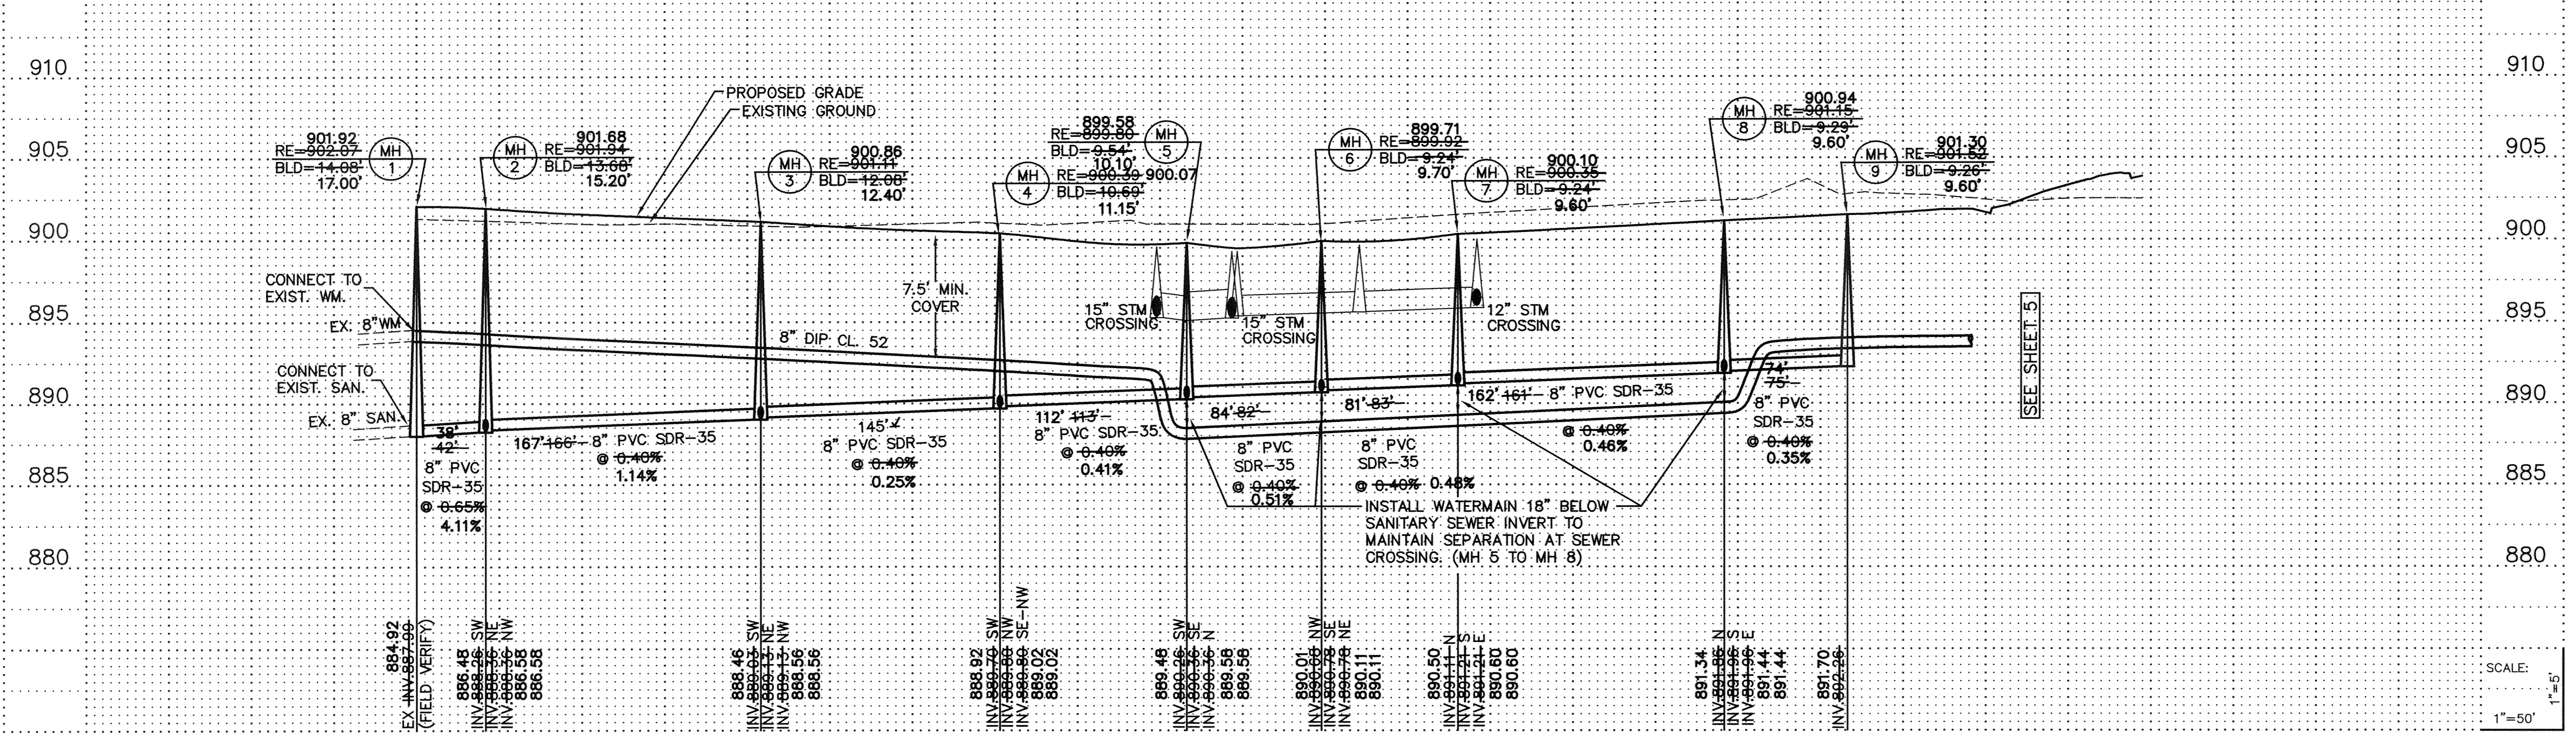 910
905
900
895
890
885
880
910
905
900
895
890
885
880
PROPOSED GRADE
EXISTING GROUND
901.92
RE=902.07
BLD=14.08'
17.00'
MH
1
MH
2
901.68
RE=901.94
BLD=13.68'
15.20'
MH
3
900.86
RE=901.11
BLD=12.08'
12.40'
MH
4
RE=900.39 900.07
BLD=10.69'
11.15'
899.58
RE=899.80
BLD=9.54'
10.10'
MH
5
MH
6
899.71
RE=899.92
BLD=9.24'
9.70'
MH
7
900.10
RE=900.35
BLD=9.24'
9.60'
MH
8
900.94
RE=901.15
BLD=9.29'
9.60'
MH
9
901.30
RE=901.52
BLD=9.26'
9.60'
CONNECT TO
EXIST. WM.
EX. 8"WM
CONNECT TO
EXIST. SAN.
EX. 8" SAN.
8" DIP CL. 52
7.5' MIN.
COVER
15" STM
CROSSING
15" STM
CROSSING
12" STM
CROSSING
38'
42'
8" PVC
SDR-35
@ 0.65%
4.11%
167' 166' 8" PVC SDR-35
@ 0.40%
1.14%
145'
8" PVC SDR-35
@ 0.40%
0.25%
112' 113'
8" PVC SDR-35
@ 0.40%
0.41%
84' 82'
8" PVC
SDR-35
@ 0.40%
0.51%
81' 83'
8" PVC
SDR-35
@ 0.40% 0.48%
162' 161' 8" PVC SDR-35
@ 0.40%
0.46%
74'
75'
8" PVC
SDR-35
@ 0.40%
0.35%
INSTALL WATERMAIN 18" BELOW
SANITARY SEWER INVERT TO
MAINTAIN SEPARATION AT SEWER
CROSSING. (MH 5 TO MH 8)
SEE SHEET 5
884.92
EX INV.887.99
(FIELD VERIFY)
886.48
INV.888.26 SW
INV.888.36 NE
INV.888.36 NW
886.58
886.58
888.46
INV.889.03 SW
INV.889.13 NE
INV.889.13 NW
888.56
888.56
888.92
INV.889.70 SW
INV.889.80 NW
INV.889.80 SE-NW
889.02
889.02
889.48
INV.890.26 SW
INV.890.36 SE
INV.890.36 N
889.58
889.58
890.01
INV.890.68 NW
INV.890.78 SE
INV.890.78 NE
890.11
890.11
890.50
INV.891.11 N
INV.891.21 S
INV.891.21 E
890.60
890.60
891.34
INV.891.86 N
INV.891.96 S
INV.891.96 E
891.44
891.44
891.70
INV.892.26
SCALE:
1"=5'
1"=50'